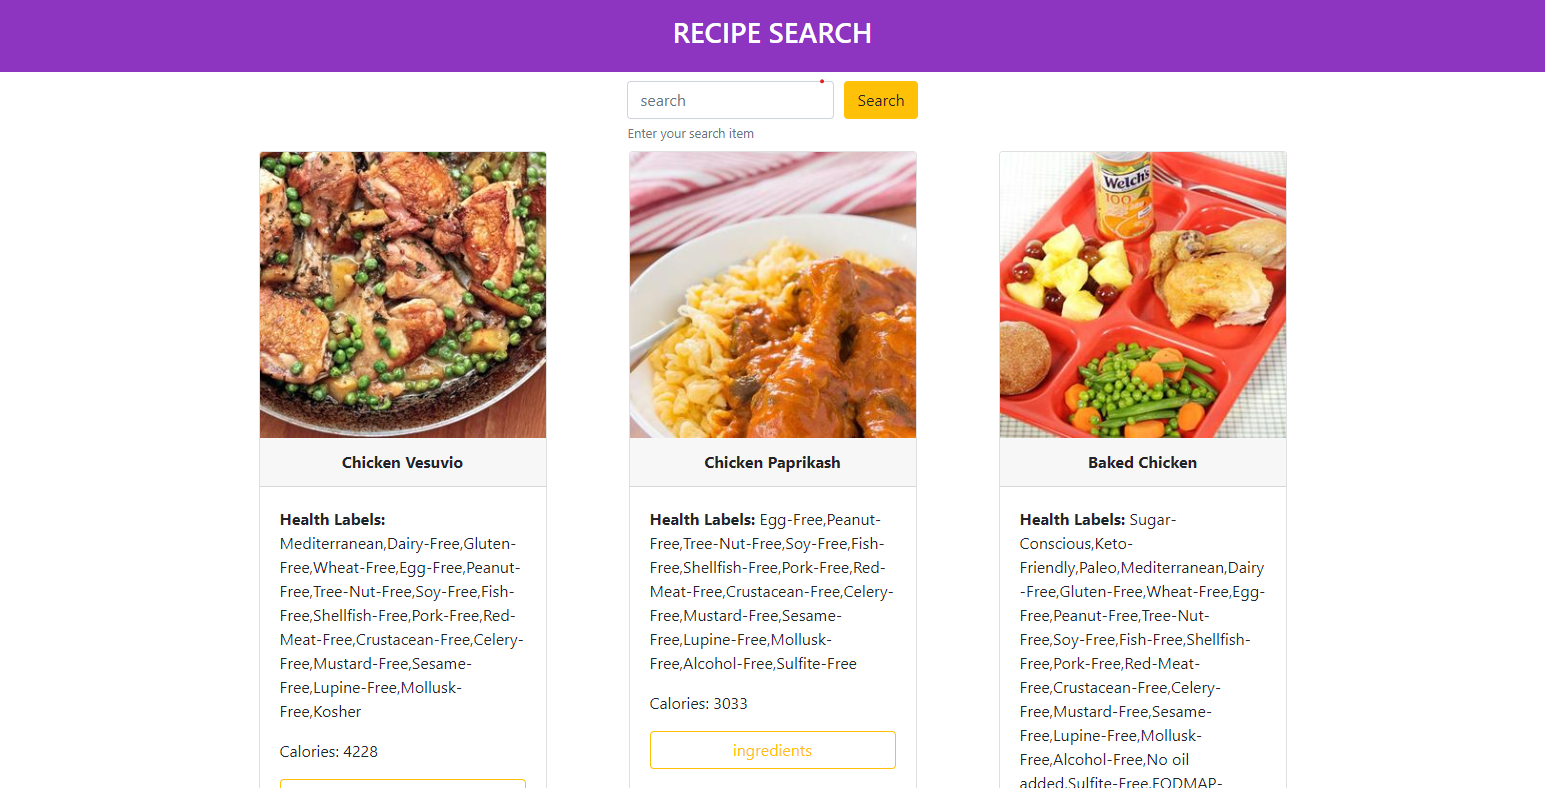 RECIPE SEARCH
search
Search
Enter your search item
Welch's
100
Chicken Vesuvio
Health Labels:
Mediterranean,Dairy-Free,Gluten-
Free,Wheat-Free,Egg-Free,Peanut-
Free,Tree-Nut-Free,Soy-Free,Fish-
Free,Shellfish-Free,Pork-Free,Red-
Meat-Free,Crustacean-Free,Celery-
Free,Mustard-Free,Sesame-
Free,Lupine-Free,Mollusk-
Free,Kosher
Calories: 4228
Chicken Paprikash
Health Labels: Egg-Free,Peanut-
Free,Tree-Nut-Free,Soy-Free,Fish-
Free,Shellfish-Free,Pork-Free,Red-
Meat-Free,Crustacean-Free,Celery-
Free,Mustard-Free,Sesame-
Free,Lupine-Free,Mollusk-
Free,Alcohol-Free,Sulfite-Free
Calories: 3033
ingredients
Baked Chicken
Health Labels: Sugar-
Conscious,Keto-
Friendly,Paleo,Mediterranean,Dairy
-Free,Gluten-Free,Wheat-Free,Egg-
Free,Peanut-Free,Tree-Nut-
Free,Soy-Free,Fish-Free,Shellfish-
Free,Pork-Free,Red-Meat-
Free,Crustacean-Free,Celery-
Free,Mustard-Free,Sesame-
Free,Lupine-Free,Mollusk-
Free,Alcohol-Free,No oil
added,Sulfite-Free,FODMAP-